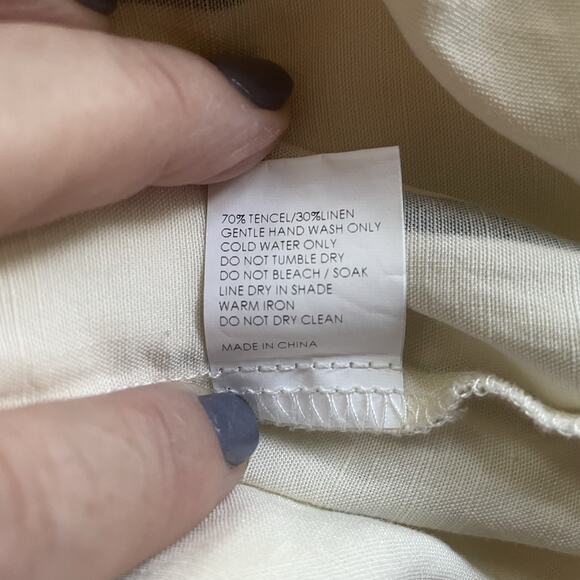 70% TENCEL/30%LINEN
GENTLE HAND WASH ONLY
COLD WATER ONLY
DO NOT TUMBLE DRY
DO NOT BLEACH / SOAK
LINE DRY IN SHADE
WARM IRON
DO NOT DRY CLEAN
MADE IN CHINA